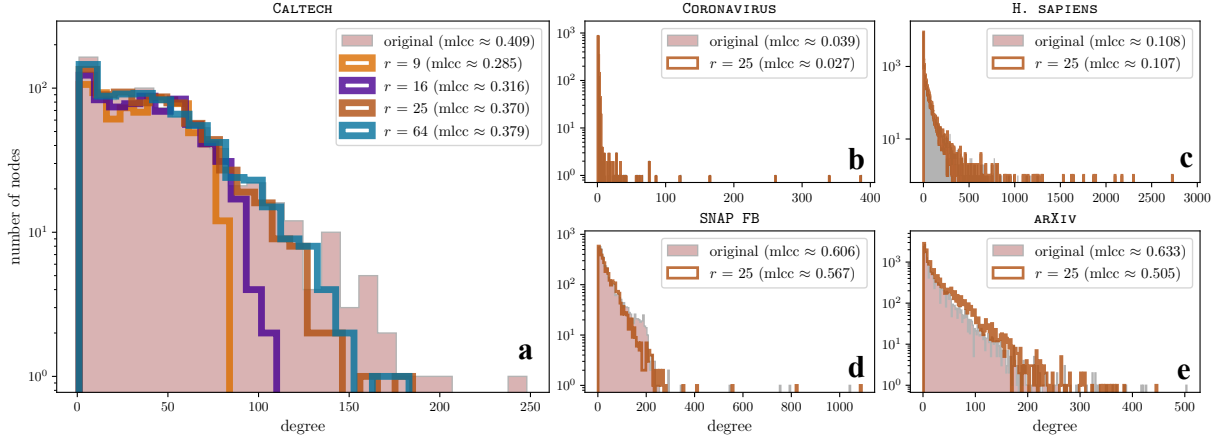 CALTECH
number of nodes
10²
10¹
10⁰
original (mlcc ≈ 0.409)
r = 9 (mlcc ≈ 0.285)
r = 16 (mlcc ≈ 0.316)
r = 25 (mlcc ≈ 0.370)
r = 64 (mlcc ≈ 0.379)
a
0 50 100 150 200 250
degree
CORONAVIRUS
10³
10²
10¹
10⁰
original (mlcc ≈ 0.039)
r = 25 (mlcc ≈ 0.027)
b
0 100 200 300 400
H. SAPIENS
10³
10¹
original (mlcc ≈ 0.108)
r = 25 (mlcc ≈ 0.107)
c
0 500 1000 1500 2000 2500 3000
SNAP FB
10³
10²
10¹
10⁰
original (mlcc ≈ 0.606)
r = 25 (mlcc ≈ 0.567)
d
0 200 400 600 800 1000
degree
ARXIV
10³
10²
10¹
10⁰
original (mlcc ≈ 0.633)
r = 25 (mlcc ≈ 0.505)
e
0 100 200 300 400 500
degree